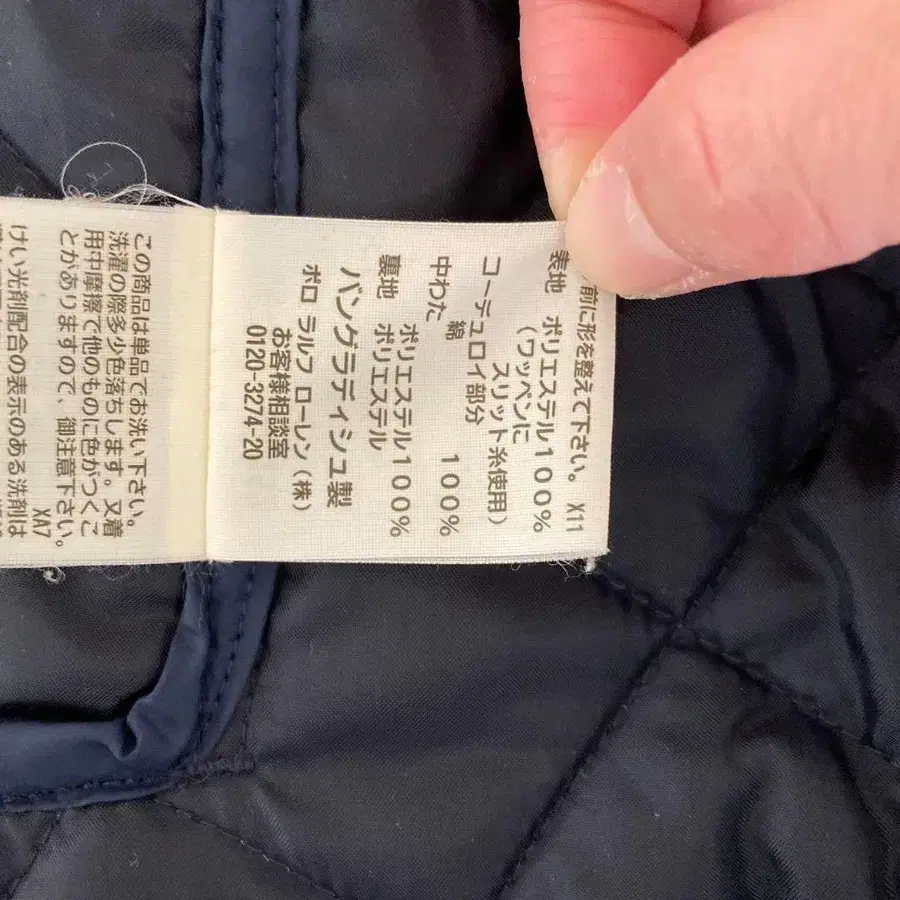 前に形を整えて下さい。 X11
表地 ポリエステル100%
(ワッペンに
スリット糸使用)
コーデュロイ部分
綿 100%
中わた
ポリエステル100%
裏地 ポリエステル
バングラディシュ製
ポロ ラルフ ローレン(株)
お客様相談室
0120-3274-20
この商品は単品でお洗い下さい。
洗濯の際多少色落ちします。又着
用中摩擦で他のものに色がつくこ
とがありますので、御注意下さい。
XA7
けい光剤配合の表示のある洗剤は